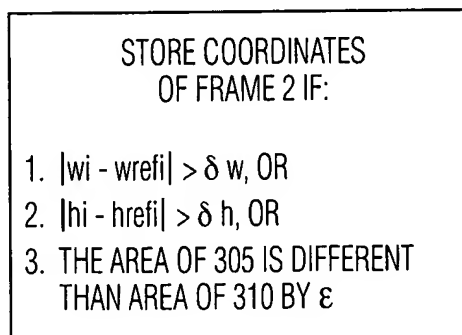 STORE COORDINATES
OF FRAME 2 IF:
1. |wi - wrefi| > δ w, OR
2. |hi - hrefi| > δ h, OR
3. THE AREA OF 305 IS DIFFERENT
THAN AREA OF 310 BY ε